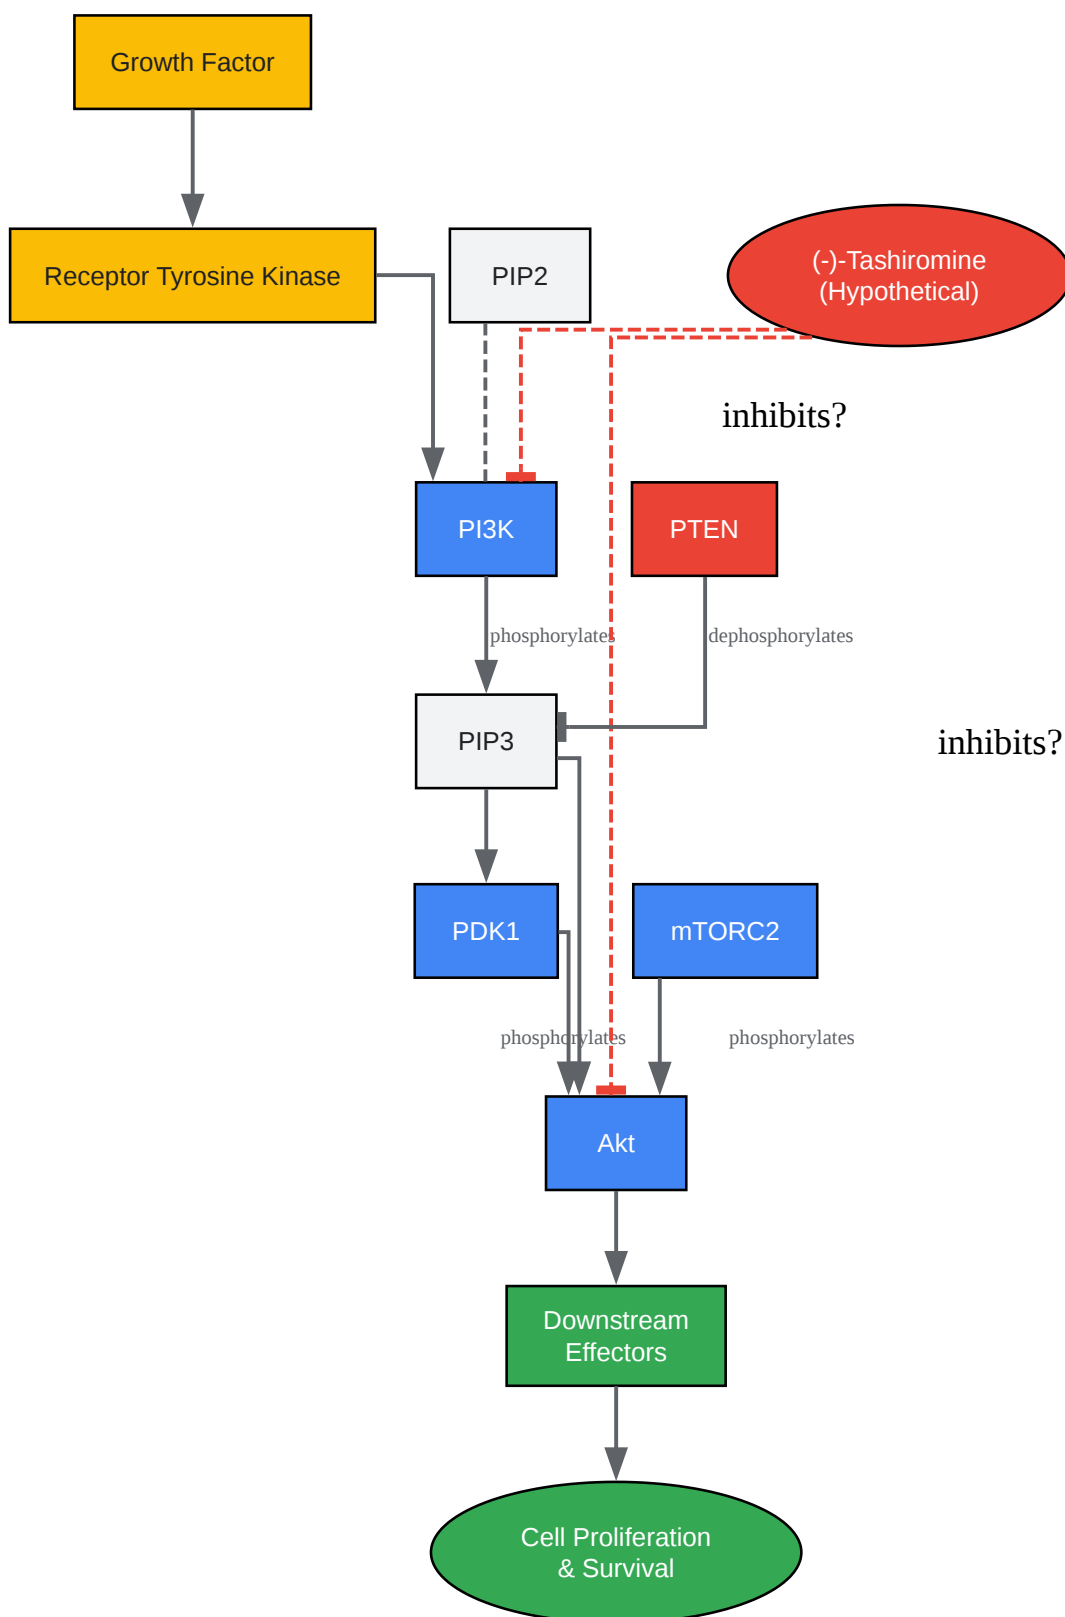 Growth Factor
Receptor Tyrosine Kinase
PIP2
(-)-Tashiromine
(Hypothetical)
inhibits?
PI3K
PTEN
phosphorylates
dephosphorylates
PIP3
inhibits?
PDK1
mTORC2
phosphorylates
phosphorylates
Akt
Downstream
Effectors
Cell Proliferation
& Survival